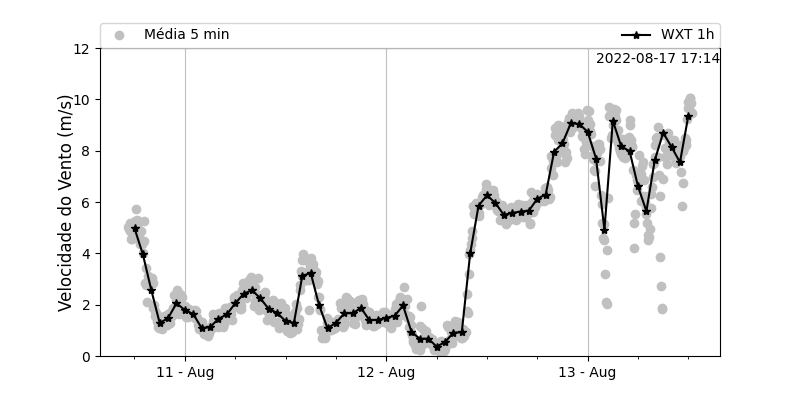 Média 5 min
WXT 1h
2022-08-17 17:14
Velocidade do Vento (m/s)
12
10
8
6
4
2
0
11 - Aug
12 - Aug
13 - Aug